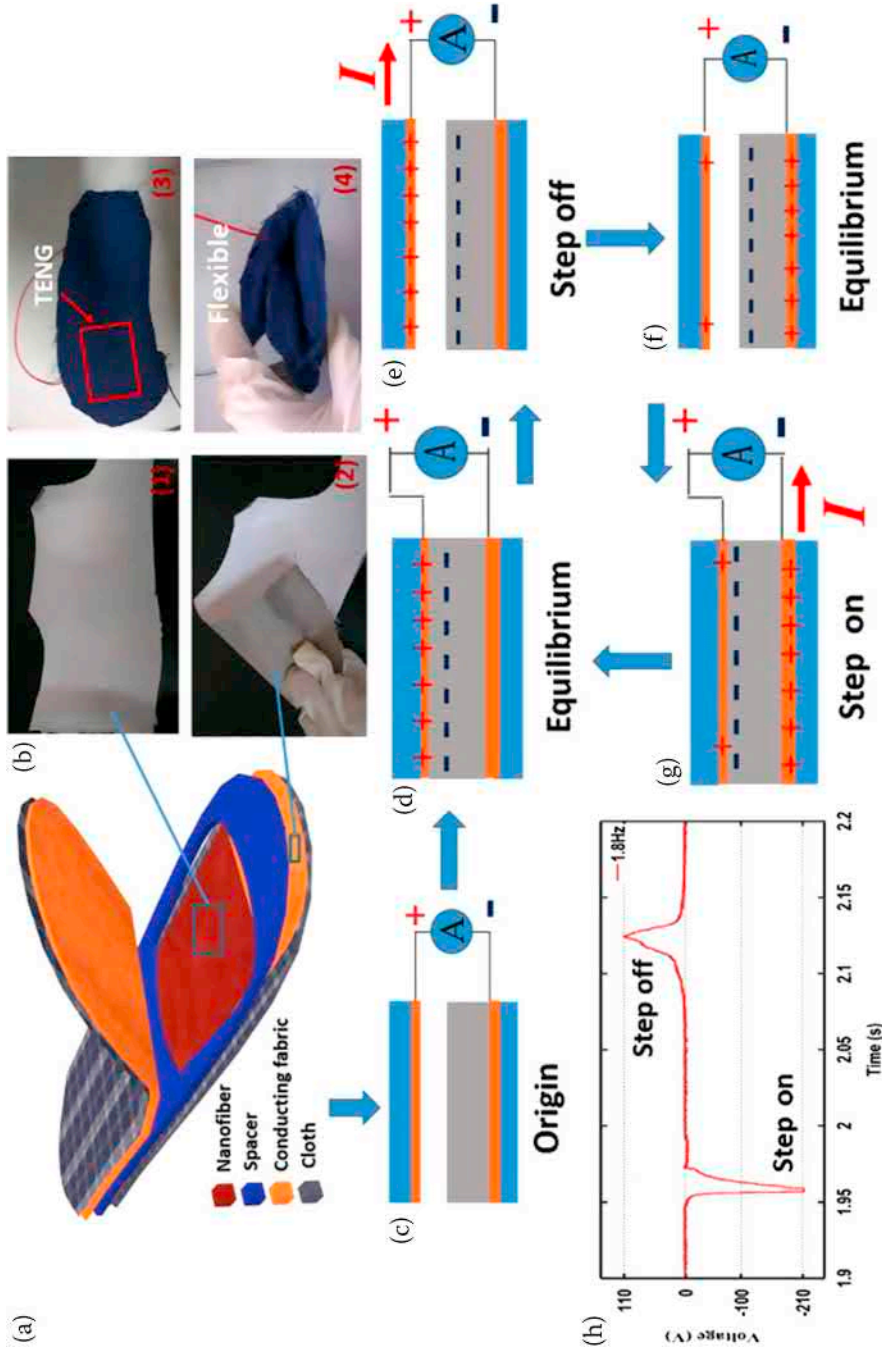 (a)
Nanofiber
Spacer
Conducting fabric
Cloth
(b)
(1)
(2)
TENG
(3)
Flexible
(4)
(c)
+
A
−
Origin
(d)
+
A
−
Equilibrium
(e)
I
+
A
−
Step off
(f)
+
A
−
Equilibrium
(g)
+
A
−
I
Step on
(h)
1.8Hz
Step off
Step on
Voltage (V)
110
0
-100
-210
1.9
1.95
2
2.05
2.1
2.15
2.2
Time (s)